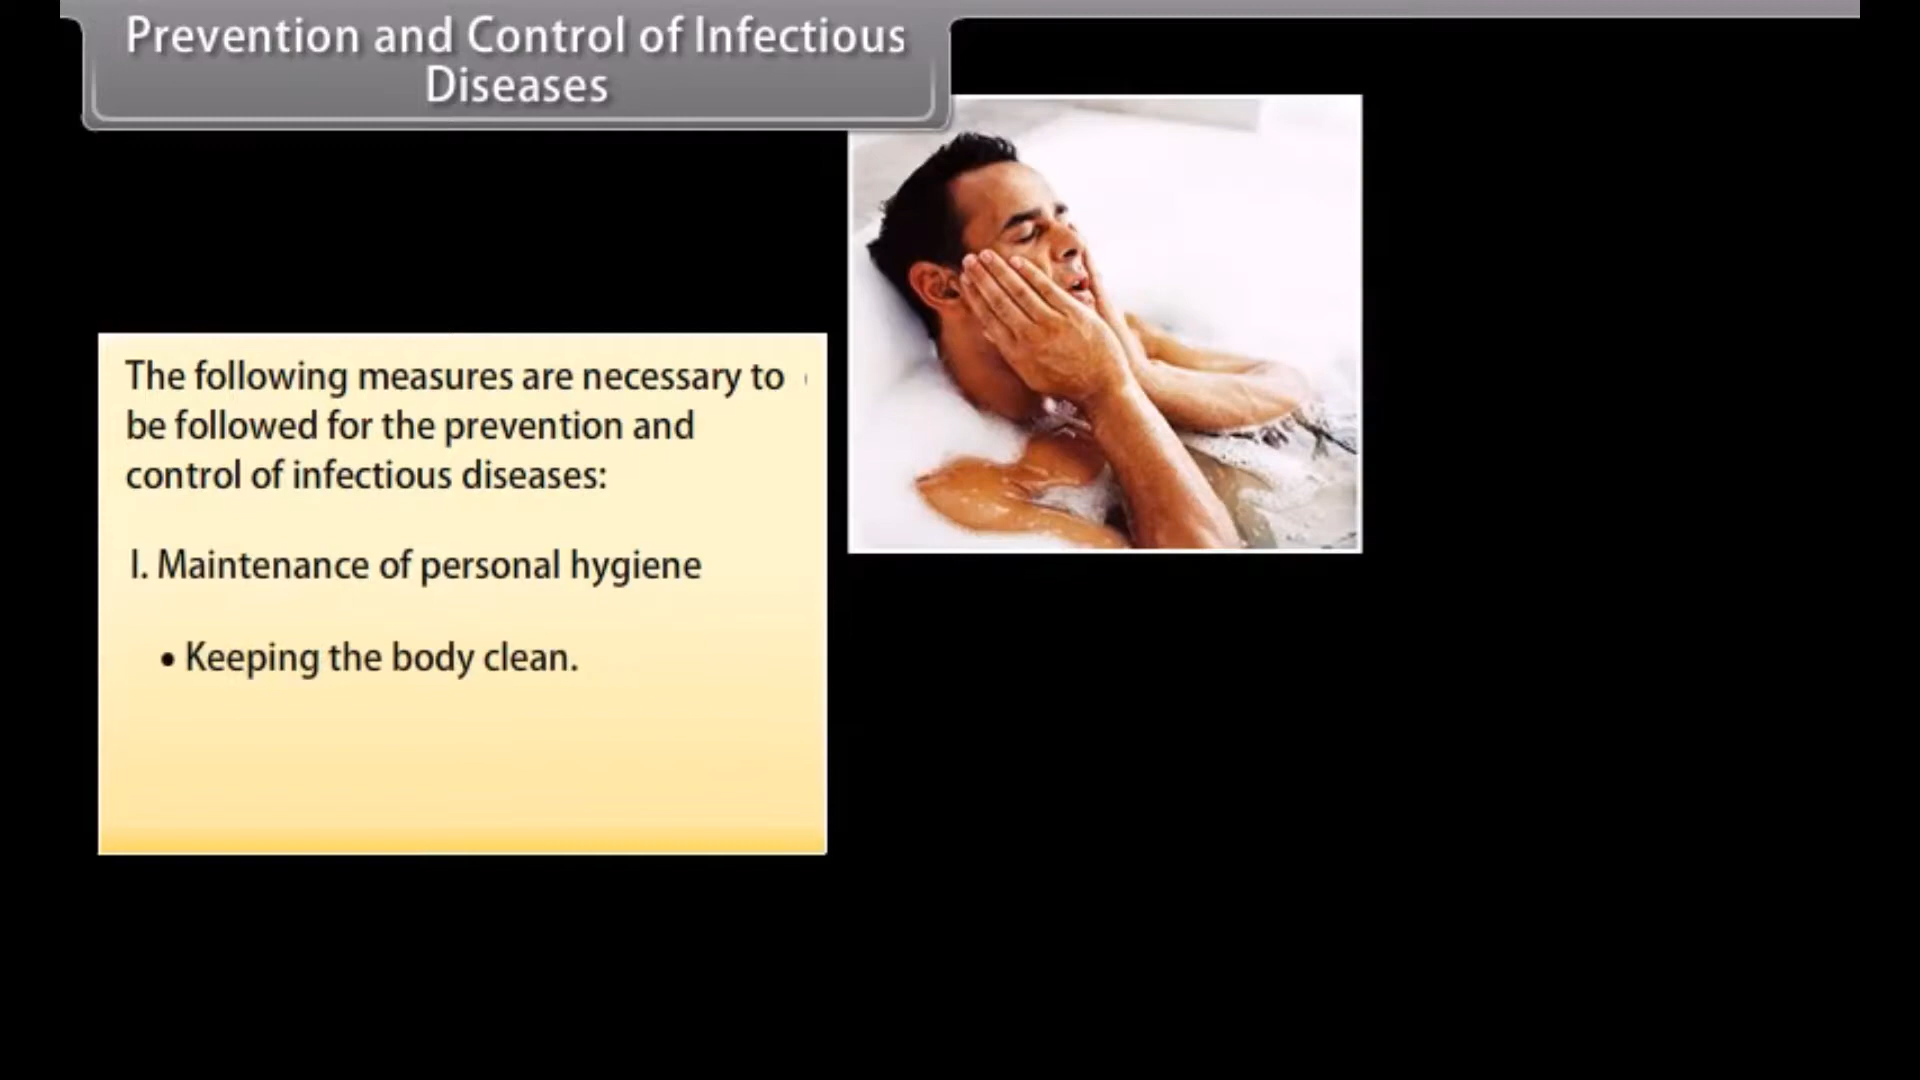 Prevention and Control of Infectious
Diseases
The following measures are necessary to
be followed for the prevention and
control of infectious diseases:
I. Maintenance of personal hygiene
• Keeping the body clean.